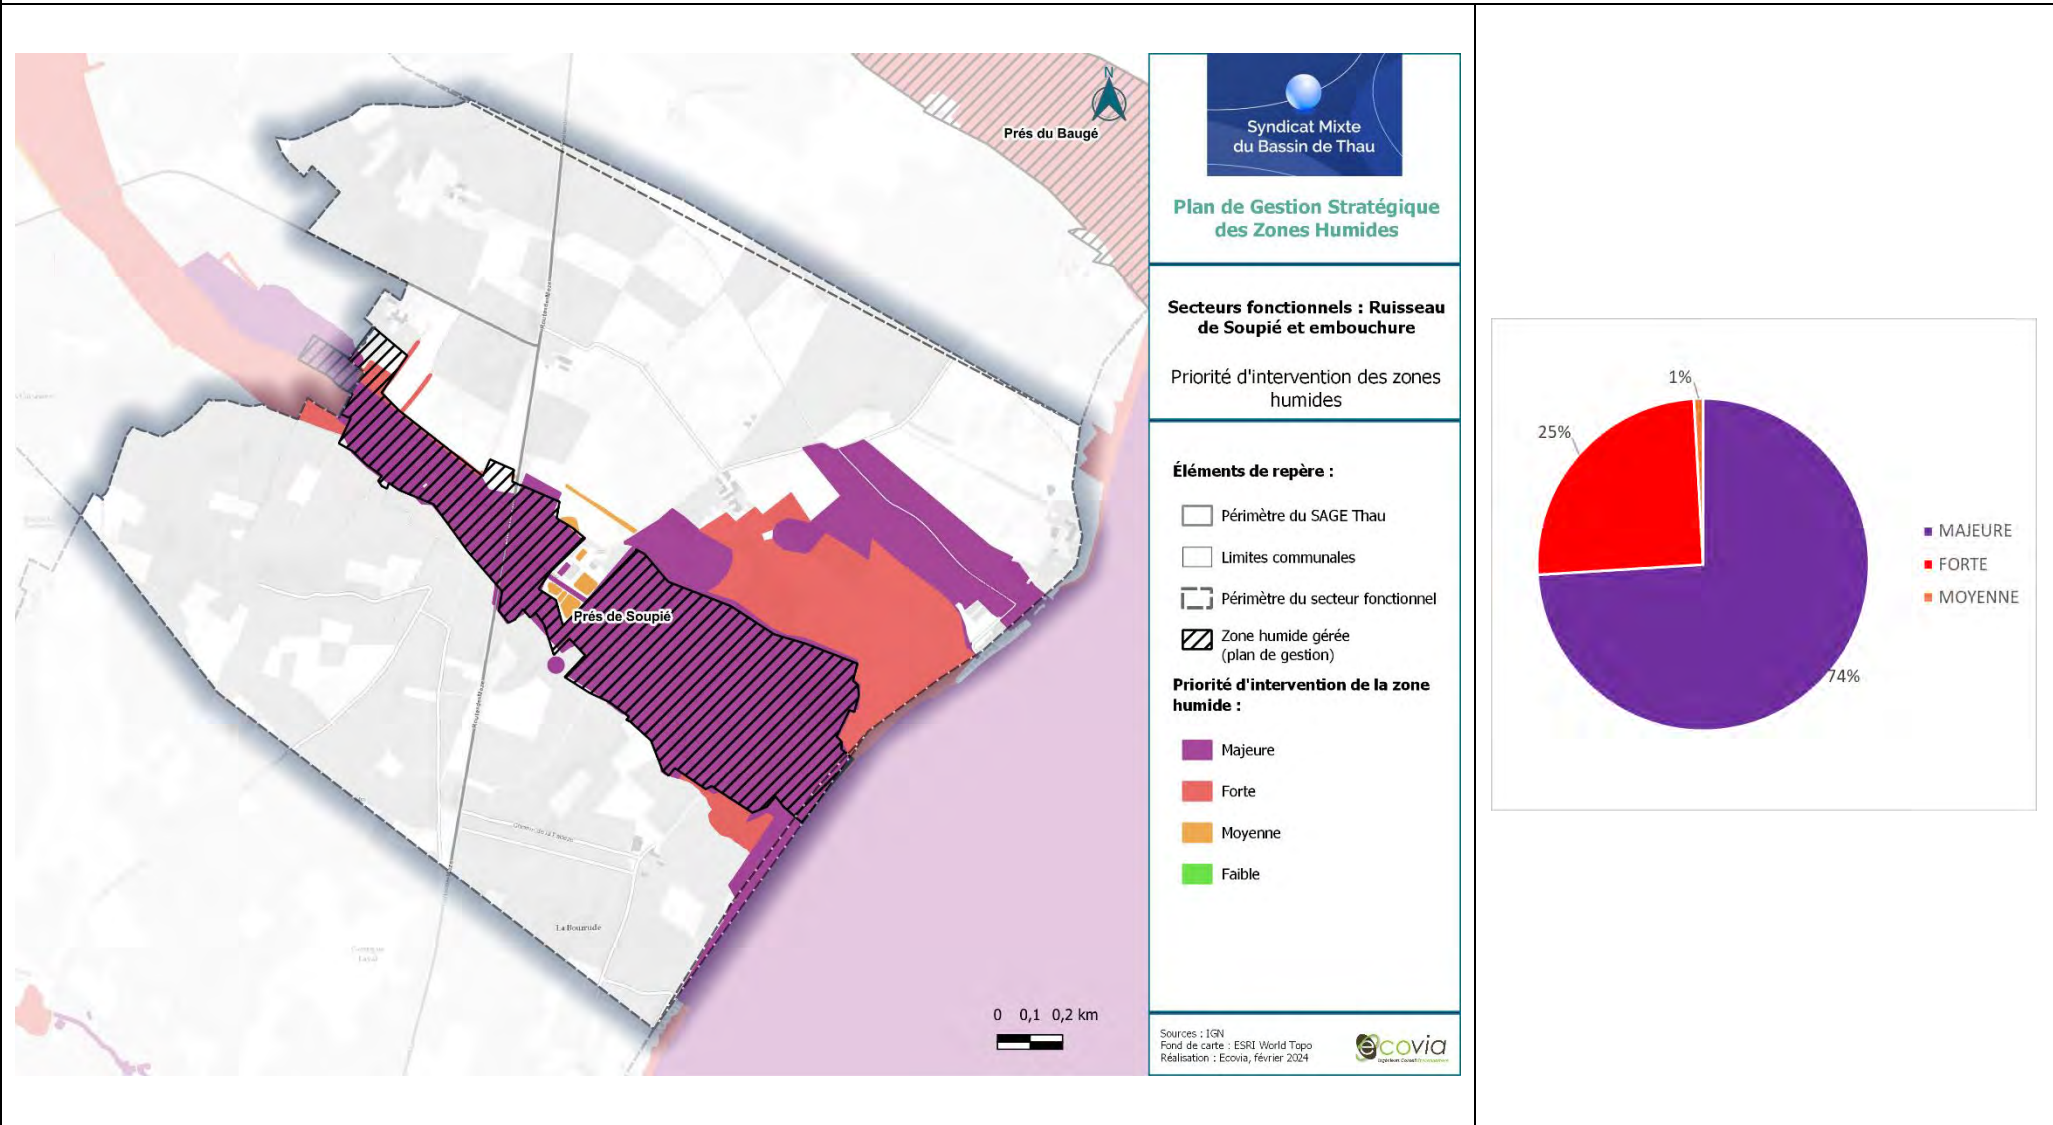 N
Prés du Baugé
Prés de Soupié
La Bourrude
0 0,1 0,2 km
Syndicat Mixte
du Bassin de Thau
Plan de Gestion Stratégique
des Zones Humides
Secteurs fonctionnels : Ruisseau
de Soupié et embouchure
Priorité d'intervention des zones
humides
Éléments de repère :
Périmètre du SAGE Thau
Limites communales
Périmètre du secteur fonctionnel
Zone humide gérée
(plan de gestion)
Priorité d'intervention de la zone
humide :
Majeure
Forte
Moyenne
Faible
Sources : IGN
Fond de carte : ESRI World Topo
Réalisation : Ecovia, février 2024
ecovia
1%
25%
74%
MAJEURE
FORTE
MOYENNE